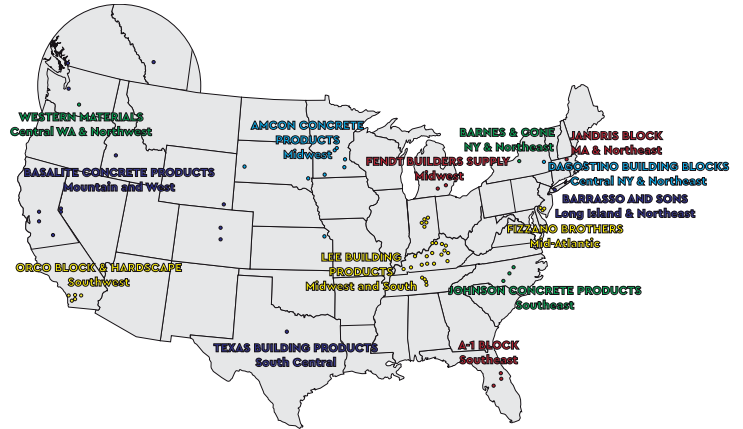 WESTERN MATERIALS
Central WA & Northwest
AMCON CONCRETE
PRODUCTS
Midwest
BARNES & CONE
NY & Northeast
JANDRIS BLOCK
MA & Northeast
FENDT BUILDERS SUPPLY
Midwest
DAGOSTINO BUILDING BLOCKS
Central NY & Northeast
BASALITE CONCRETE PRODUCTS
Mountain and West
BARRASSO AND SONS
Long Island & Northeast
FIZZANO BROTHERS
Mid-Atlantic
ORCO BLOCK & HARDSCAPE
Southwest
LEE BUILDING
PRODUCTS
Midwest and South
JOHNSON CONCRETE PRODUCTS
Southeast
TEXAS BUILDING PRODUCTS
South Central
A-1 BLOCK
Southeast